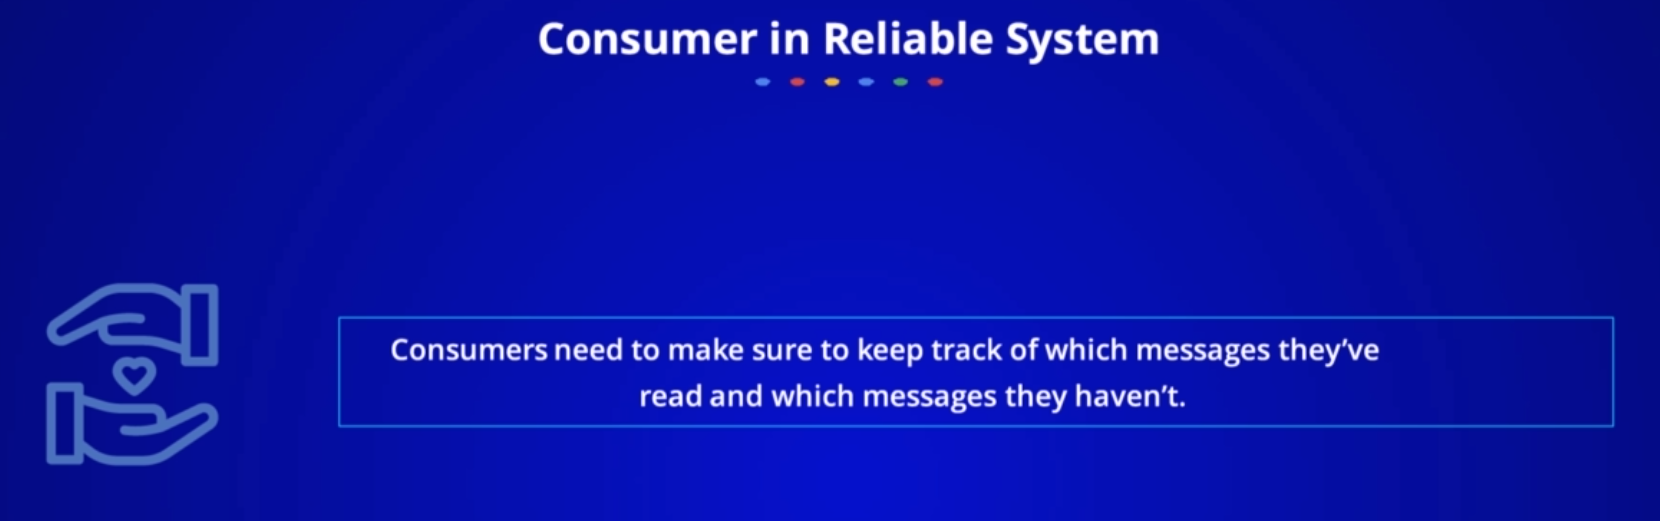 Consumer in Reliable System
Consumers need to make sure to keep track of which messages they’ve
read and which messages they haven’t.